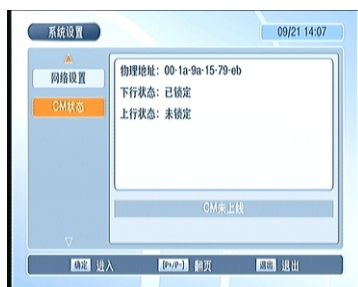 系统设置
09/21 14:07
网络设置
CM状态
物理地址：00-1a-9a-15-79-eb
下行状态：已锁定
上行状态：未锁定
CM未上线
确定 进入 [P+/P-] 翻页 退出 退出